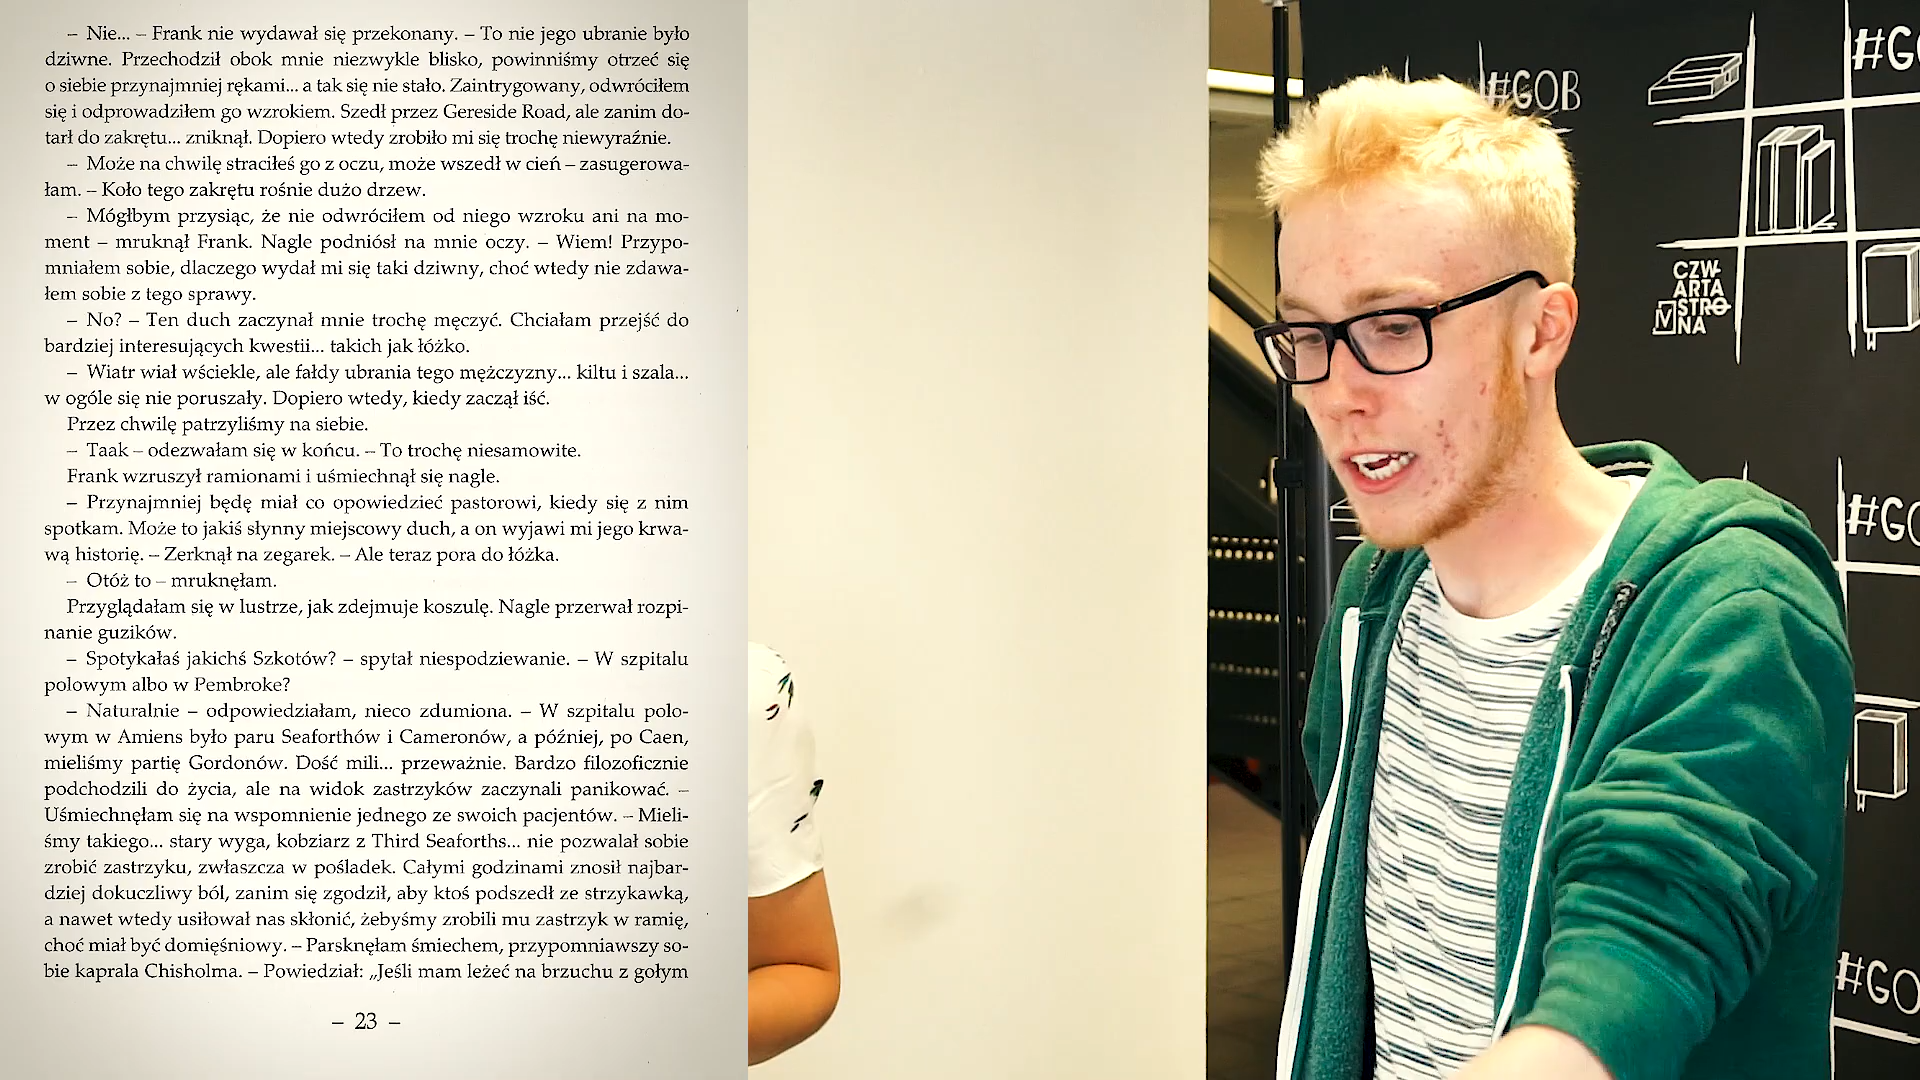 – Nie... – Frank nie wydawał się przekonany. – To nie jego ubranie było
dziwne. Przechodził obok mnie niezwykle blisko, powinniśmy otrzeć się
o siebie przynajmniej rękami... a tak się nie stało. Zaintrygowany, odwróciłem
się i odprowadziłem go wzrokiem. Szedł przez Gereside Road, ale zanim do-
tarł do zakrętu... zniknął. Dopiero wtedy zrobiło mi się trochę niewyraźnie.
– Może na chwilę straciłeś go z oczu, może wszedł w cień – zasugerowa-
łam. – Koło tego zakrętu rośnie dużo drzew.
– Mógłbym przysiąc, że nie odwróciłem od niego wzroku ani na mo-
ment – mruknął Frank. Nagle podniósł na mnie oczy. – Wiem! Przypo-
mniałem sobie, dlaczego wydał mi się taki dziwny, choć wtedy nie zdawa-
łem sobie z tego sprawy.
– No? – Ten duch zaczynał mnie trochę męczyć. Chciałam przejść do
bardziej interesujących kwestii... takich jak łóżko.
– Wiatr wiał wściekle, ale fałdy ubrania tego mężczyzny... kiltu i szala...
w ogóle się nie poruszały. Dopiero wtedy, kiedy zaczął iść.
Przez chwilę patrzyliśmy na siebie.
– Taak – odezwałam się w końcu. – To trochę niesamowite.
Frank wzruszył ramionami i uśmiechnął się nagle.
– Przynajmniej będę miał co opowiedzieć pastorowi, kiedy się z nim
spotkam. Może to jakiś słynny miejscowy duch, a on wyjawi mi jego krwa-
wą historię. – Zerknął na zegarek. – Ale teraz pora do łóżka.
– Otóż to – mruknęłam.
Przyglądałam się w lustrze, jak zdejmuje koszulę. Nagle przerwał rozpi-
nanie guzików.
– Spotykałaś jakichś Szkotów? – spytał niespodziewanie. – W szpitalu
polowym albo w Pembroke?
– Naturalnie – odpowiedziałam, nieco zdumiona. – W szpitalu polo-
wym w Amiens było paru Seaforthów i Cameronów, a później, po Caen,
mieliśmy partię Gordonów. Dość mili... przeważnie. Bardzo filozoficznie
podchodzili do życia, ale na widok zastrzyków zaczynali panikować. –
Uśmiechnęłam się na wspomnienie jednego ze swoich pacjentów. – Mieli-
śmy takiego... stary wyga, kobziarz z Third Seaforths... nie pozwalał sobie
zrobić zastrzyku, zwłaszcza w pośladek. Całymi godzinami znosił najbar-
dziej dokuczliwy ból, zanim się zgodził, aby ktoś podszedł ze strzykawką,
a nawet wtedy usiłował nas skłonić, żebyśmy zrobili mu zastrzyk w ramię,
choć miał być domięśniowy. – Parsknęłam śmiechem, przypomniawszy so-
bie kaprala Chisholma. – Powiedział: „Jeśli mam leżeć na brzuchu z gołym
– 23 –
#GOB
#G
CZW
ARTA
STRO
NA
IV
#GO
#GO